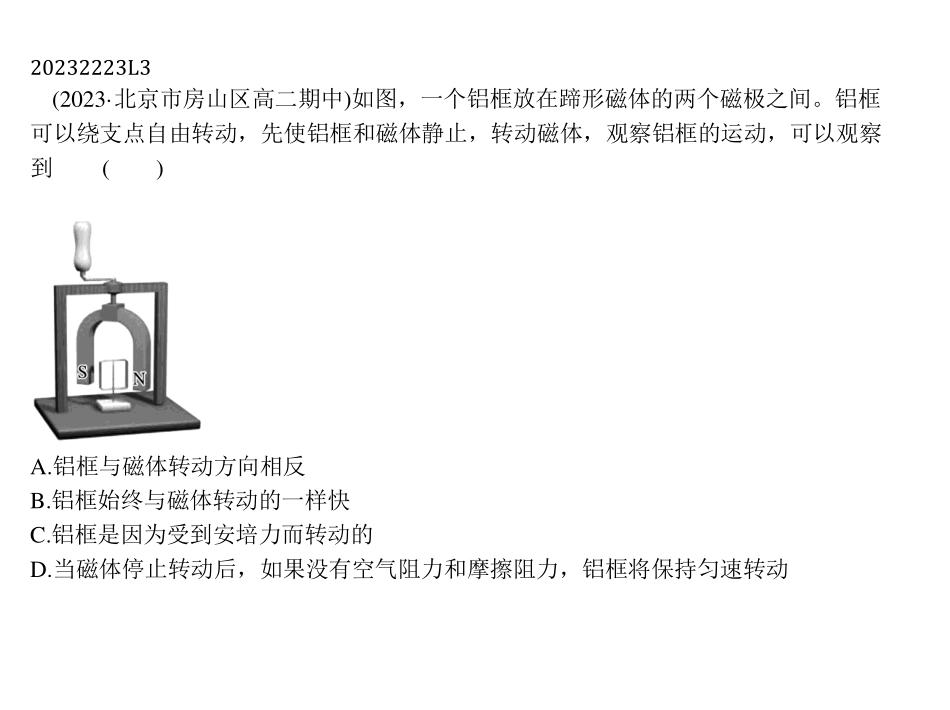 20232223L3
(2023·北京市房山区高二期中)如图，一个铝框放在蹄形磁体的两个磁极之间。铝框
可以绕支点自由转动，先使铝框和磁体静止，转动磁体，观察铝框的运动，可以观察
到　　(　　)
S
N
A.铝框与磁体转动方向相反
B.铝框始终与磁体转动的一样快
C.铝框是因为受到安培力而转动的
D.当磁体停止转动后，如果没有空气阻力和摩擦阻力，铝框将保持匀速转动